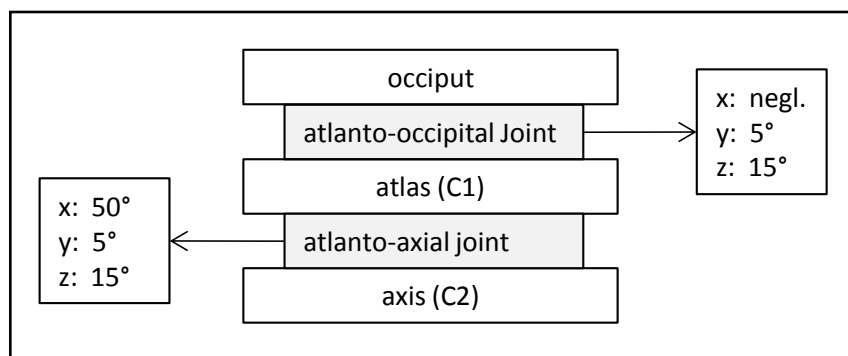 occiput
atlanto-occipital Joint
x: negl.
y: 5°
z: 15°
atlas (C1)
x: 50°
y: 5°
z: 15°
atlanto-axial joint
axis (C2)